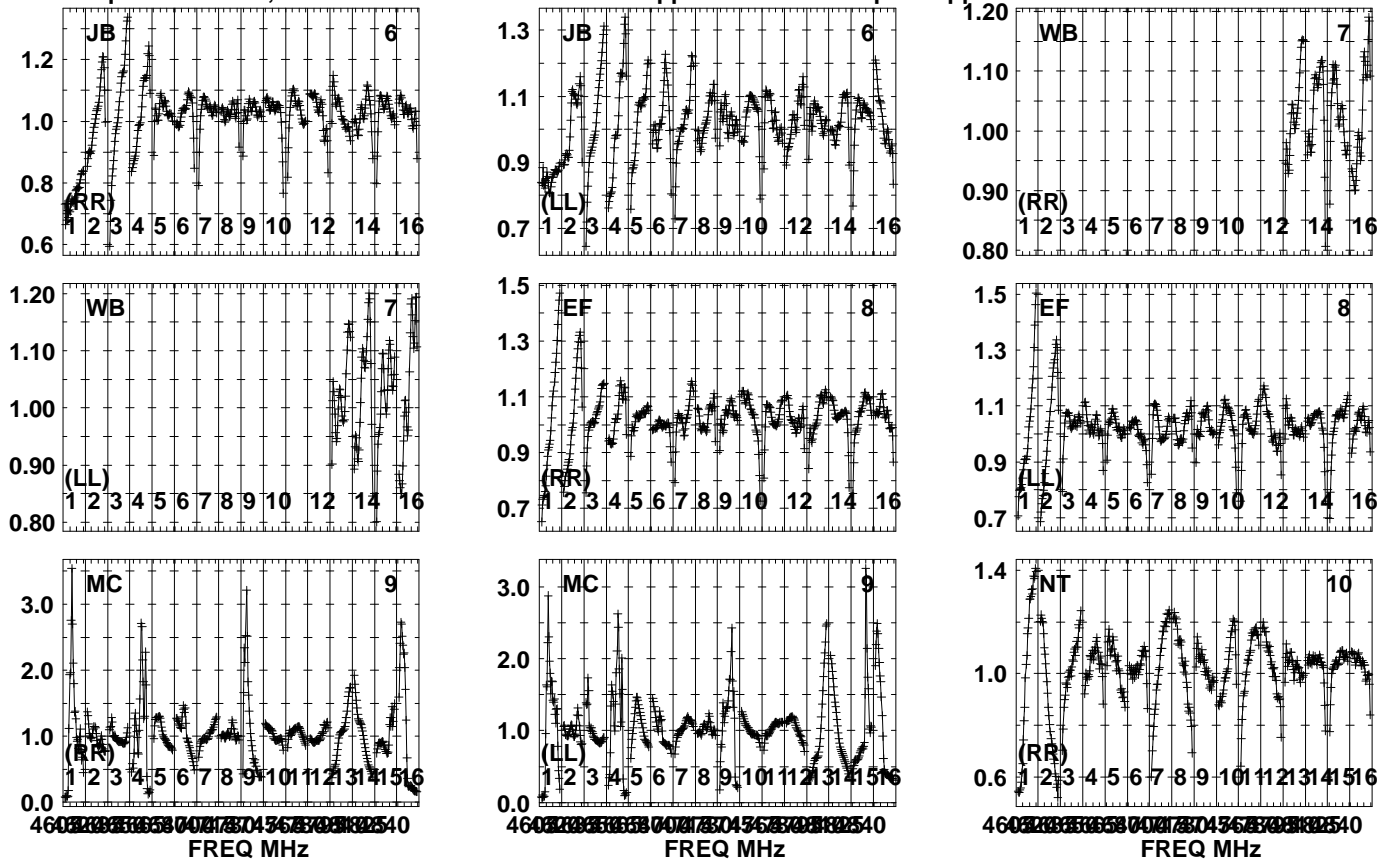 JB 6
1.2
1.0
0.8
0.6
(RR)
1 2 3 4 5 6 7 8 9 10 12 14 16
JB 6
1.3
1.1
0.9
0.7
(LL)
1 2 3 4 5 6 7 8 9 10 12 14 16
WB 7
1.20
1.10
1.00
0.90
0.80
(RR)
1 2 3 4 5 6 7 8 9 10 12 14 16
WB 7
1.20
1.10
1.00
0.90
0.80
(LL)
1 2 3 4 5 6 7 8 9 10 12 14 16
EF 8
1.5
1.3
1.1
0.9
0.7
(RR)
1 2 3 4 5 6 7 8 9 10 12 14 16
EF 8
1.5
1.3
1.1
0.9
0.7
(LL)
1 2 3 4 5 6 7 8 9 10 12 14 16
MC 9
3.0
2.0
1.0
0.0
(RR)
1 2 3 4 5 6 7 8 9 10 11 12 13 14 15 16
FREQ MHz
MC 9
3.0
2.0
1.0
0.0
(LL)
1 2 3 4 5 6 7 8 9 10 11 12 13 14 15 16
FREQ MHz
NT 10
1.4
1.0
0.6
(RR)
1 2 3 4 5 6 7 8 9 10 11 12 13 14 15 16
FREQ MHz